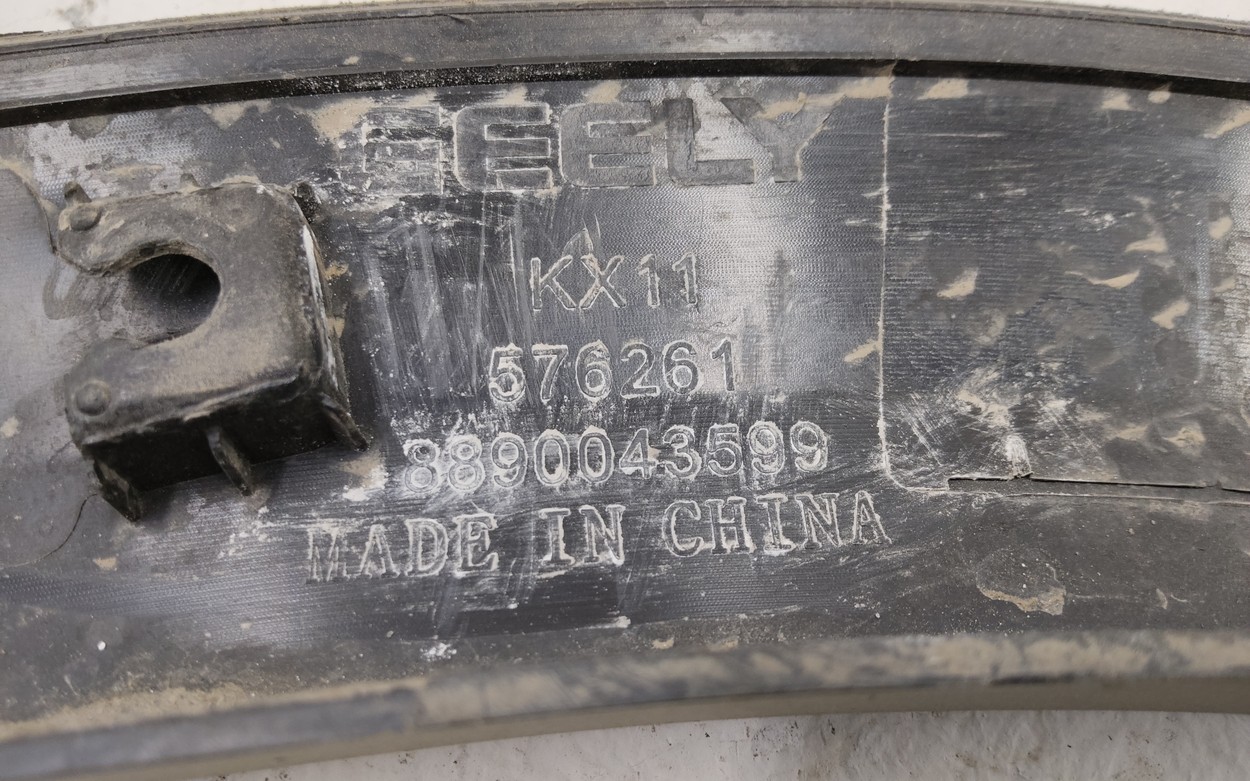 GEELY
KX11
576261
8890043599
MADE IN CHINA